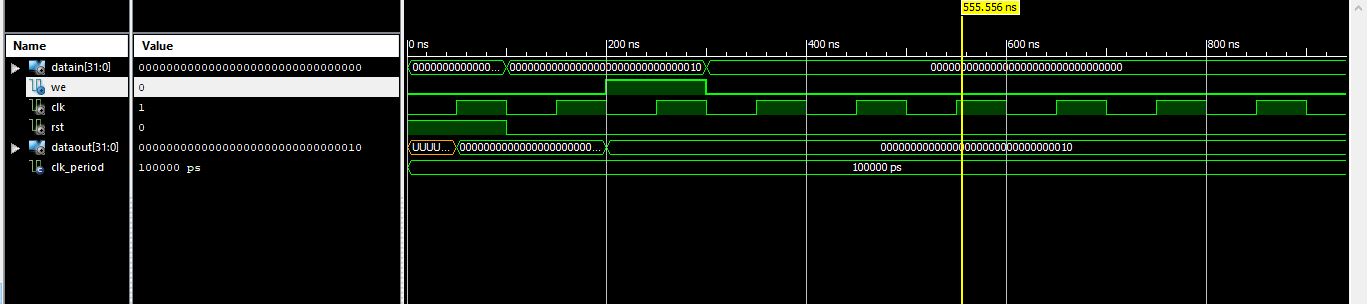 555.556 ns
Name Value 0 ns 200 ns 400 ns 600 ns 800 ns
datain[31:0] 00000000000000000000000000000000 0000000000000... 00000000000000000000000000000010 00000000000000000000000000000000
we 0
clk 1
rst 0
dataout[31:0] 00000000000000000000000000000010 UUUU... 0000000000000000000000... 00000000000000000000000000000010
clk_period 100000 ps 100000 ps